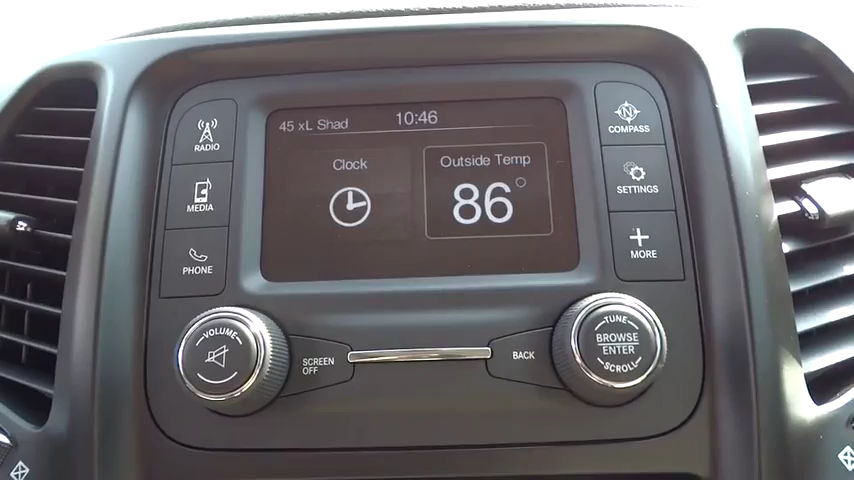 45 xL Shad
10:46
Clock
Outside Temp
86°
RADIO
MEDIA
PHONE
COMPASS
SETTINGS
MORE
VOLUME
SCREEN
OFF
BACK
TUNE
BROWSE
ENTER
SCROLL